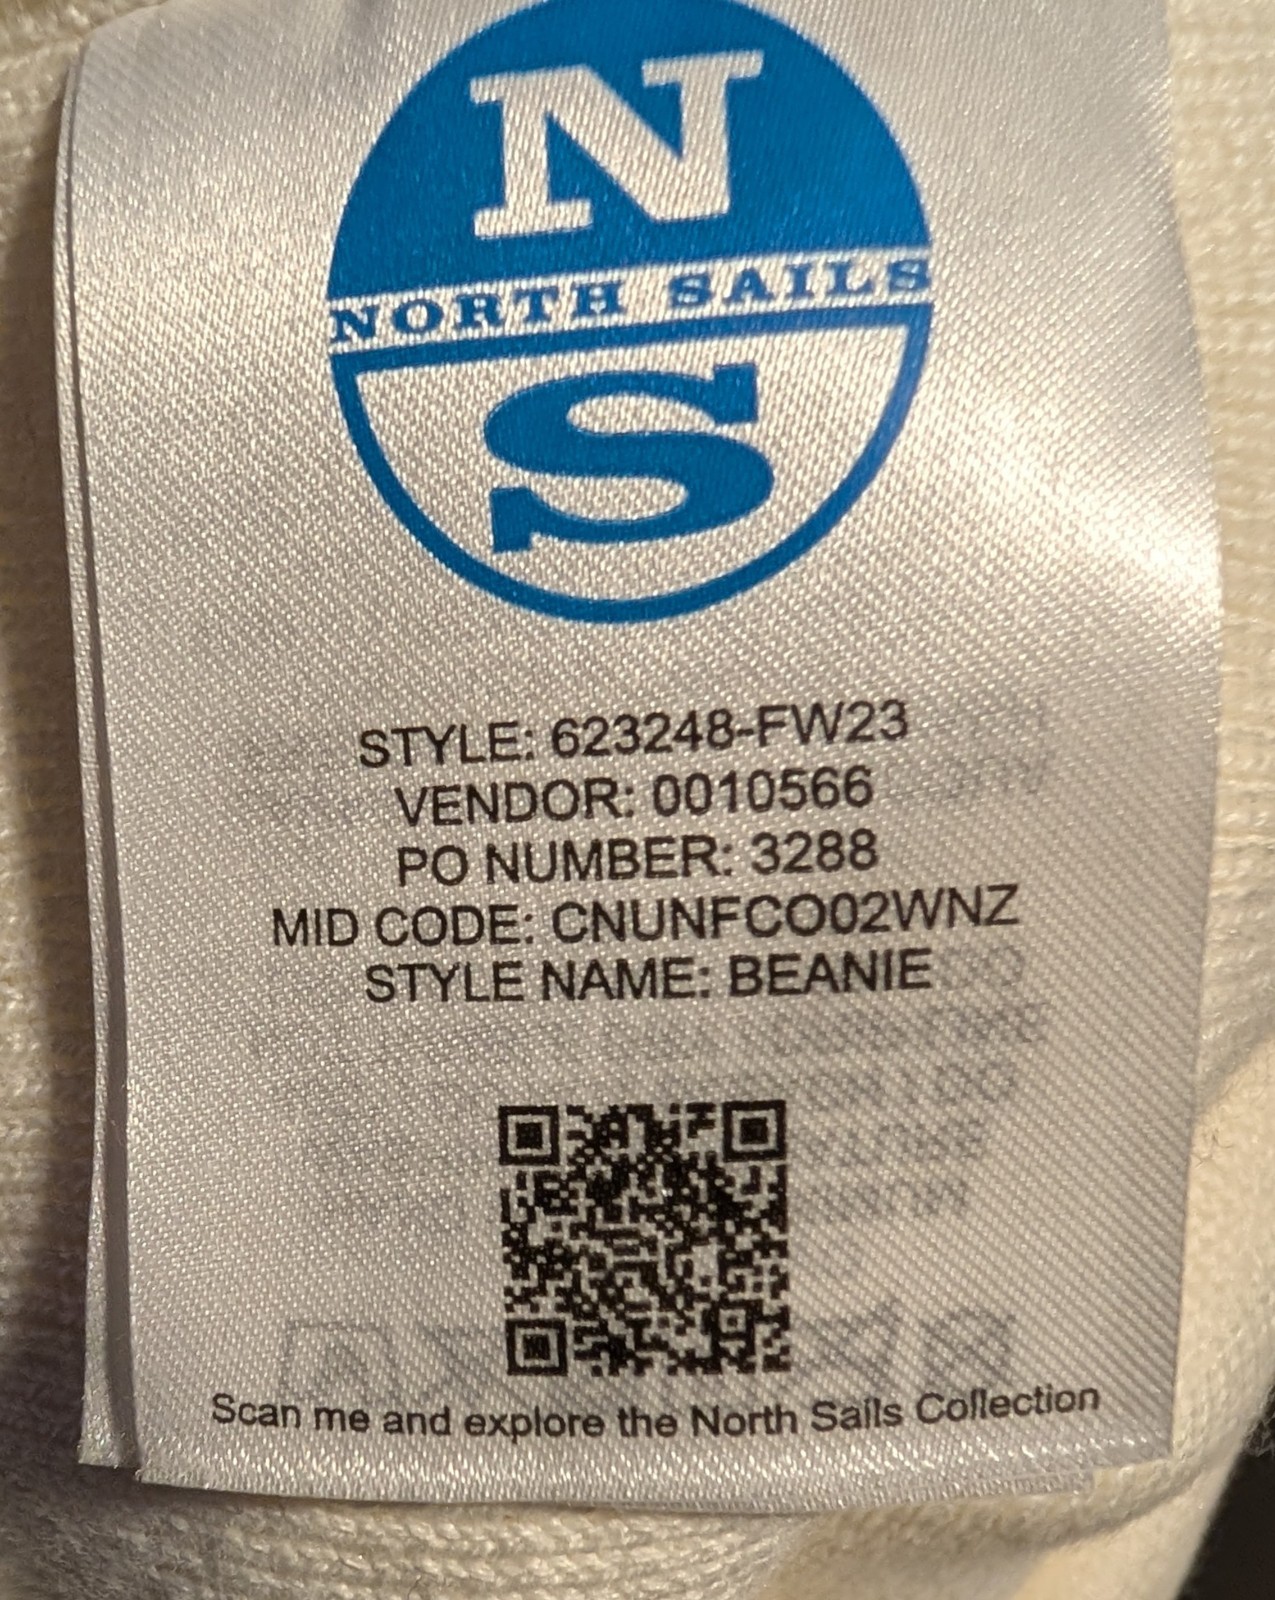 N
NORTH SAILS
S
STYLE: 623248-FW23
VENDOR: 0010566
PO NUMBER: 3288
MID CODE: CNUNFCO02WNZ
STYLE NAME: BEANIE
Scan me and explore the North Sails Collection